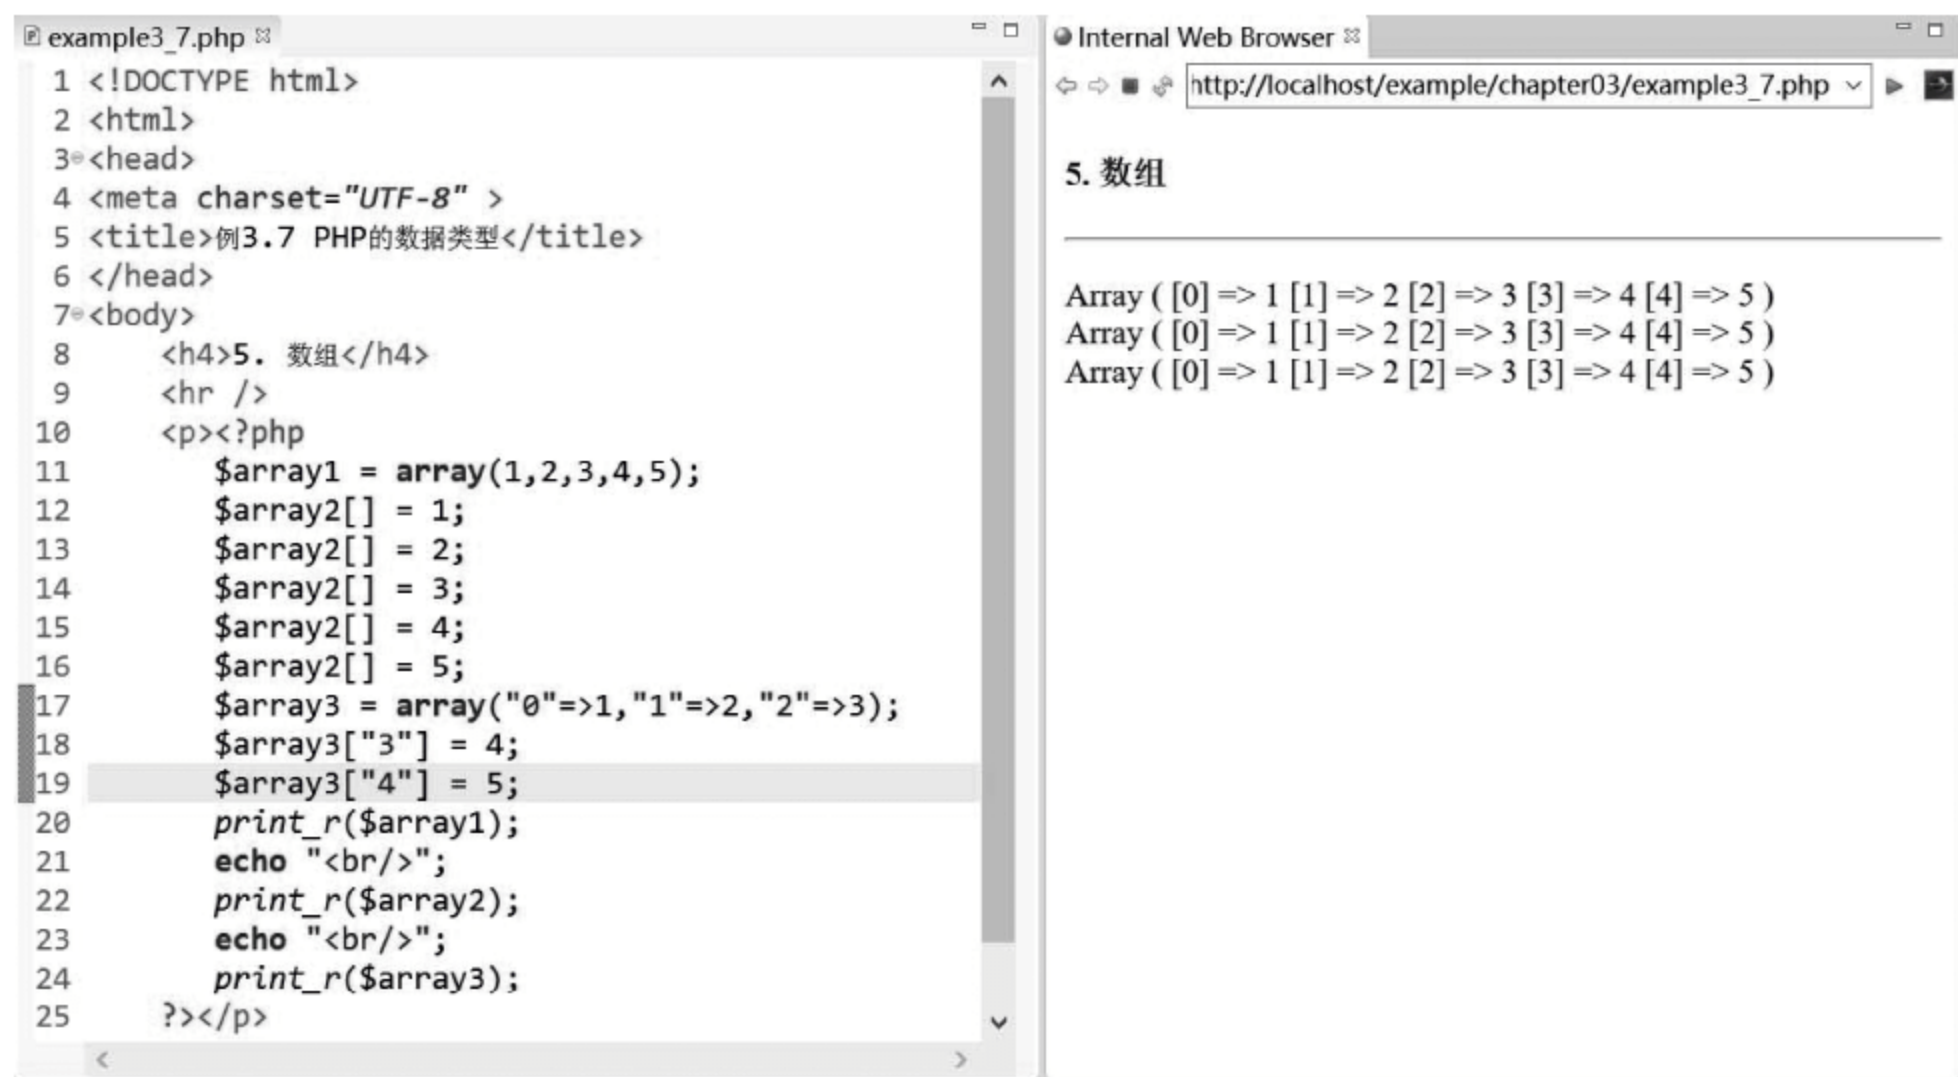 example3_7.php
1 <!DOCTYPE html>
2 <html>
3 <head>
4 <meta charset="UTF-8" >
5 <title>例3.7 PHP的数据类型</title>
6 </head>
7 <body>
8 <h4>5. 数组</h4>
9 <hr />
10 <p><?php
11 $array1 = array(1,2,3,4,5);
12 $array2[] = 1;
13 $array2[] = 2;
14 $array2[] = 3;
15 $array2[] = 4;
16 $array2[] = 5;
17 $array3 = array("0"=>1,"1"=>2,"2"=>3);
18 $array3["3"] = 4;
19 $array3["4"] = 5;
20 print_r($array1);
21 echo "<br/>";
22 print_r($array2);
23 echo "<br/>";
24 print_r($array3);
25 ?></p>
Internal Web Browser
http://localhost/example/chapter03/example3_7.php
5. 数组
Array ( [0] => 1 [1] => 2 [2] => 3 [3] => 4 [4] => 5 )
Array ( [0] => 1 [1] => 2 [2] => 3 [3] => 4 [4] => 5 )
Array ( [0] => 1 [1] => 2 [2] => 3 [3] => 4 [4] => 5 )